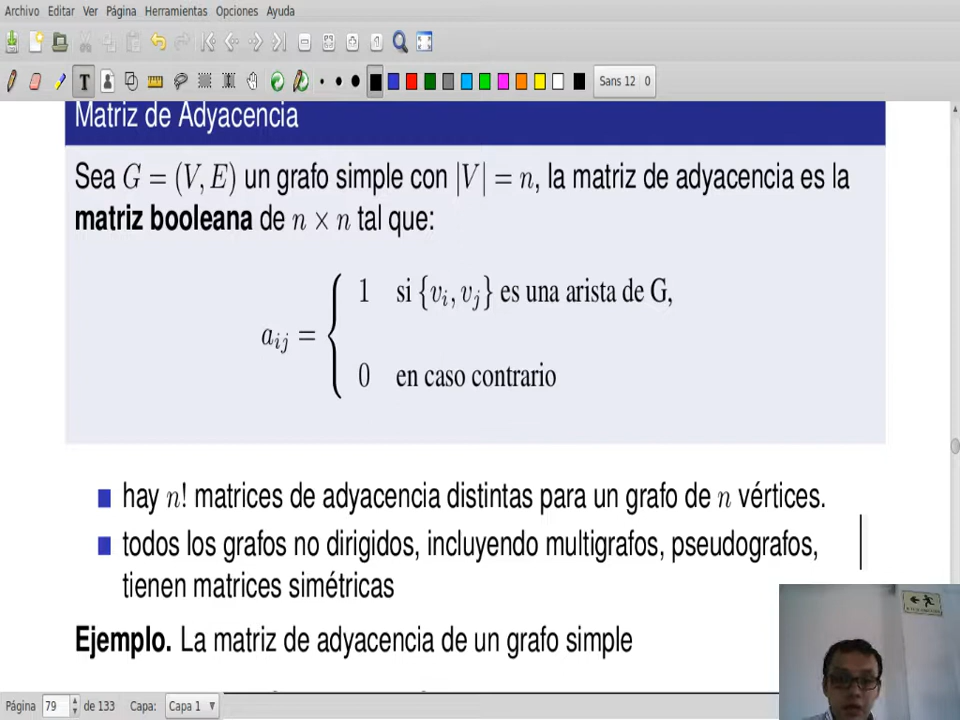 Archivo Editar Ver Página Herramientas Opciones Ayuda
T Sans 12
Matriz de Adyacencia
Sea G = (V, E) un grafo simple con |V| = n, la matriz de adyacencia es la
matriz booleana de n × n tal que:
1 si {v_i, v_j} es una arista de G,
a_ij = {
0 en caso contrario
hay n! matrices de adyacencia distintas para un grafo de n vértices.
todos los grafos no dirigidos, incluyendo multigrafos, pseudografos,
tienen matrices simétricas
Ejemplo. La matriz de adyacencia de un grafo simple
Página 79 de 133 Capa: Capa 1